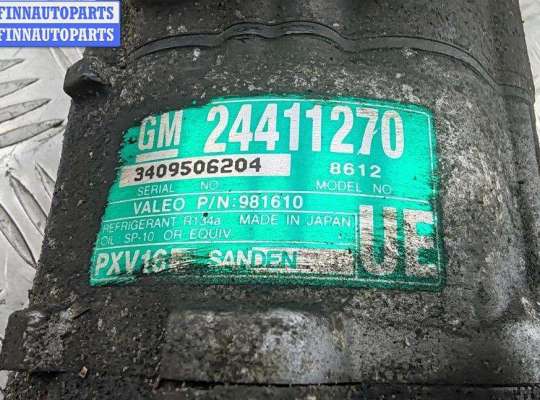 FINNAUTOPARTS
FINNAUTOPARTS
GM 24411270
3409506204 8612
SERIAL NO MODEL NO
VALEO P/N:981610
REFRIGERANT R134a MADE IN JAPAN
OIL SP-10 OR EQUIV
SANDEN UE